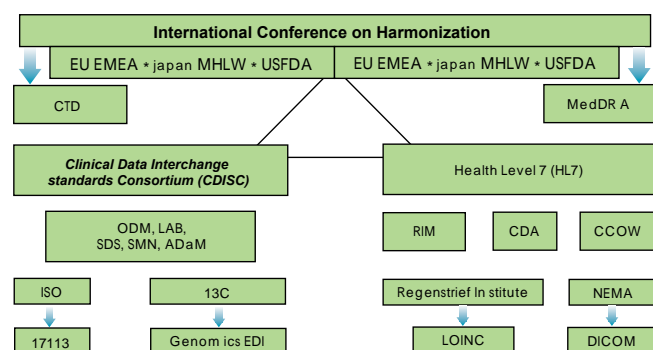 International Conference on Harmonization
EU EMEA * japan MHLW * USFDA
EU EMEA * japan MHLW * USFDA
CTD
MedDR A
Clinical Data Interchange
standards Consortium (CDISC)
Health Level 7 (HL7)
ODM, LAB,
SDS, SMN, ADaM
RIM
CDA
CCOW
ISO
13C
Regenstrief In stitute
NEMA
17113
Genom ics EDI
LOINC
DICOM